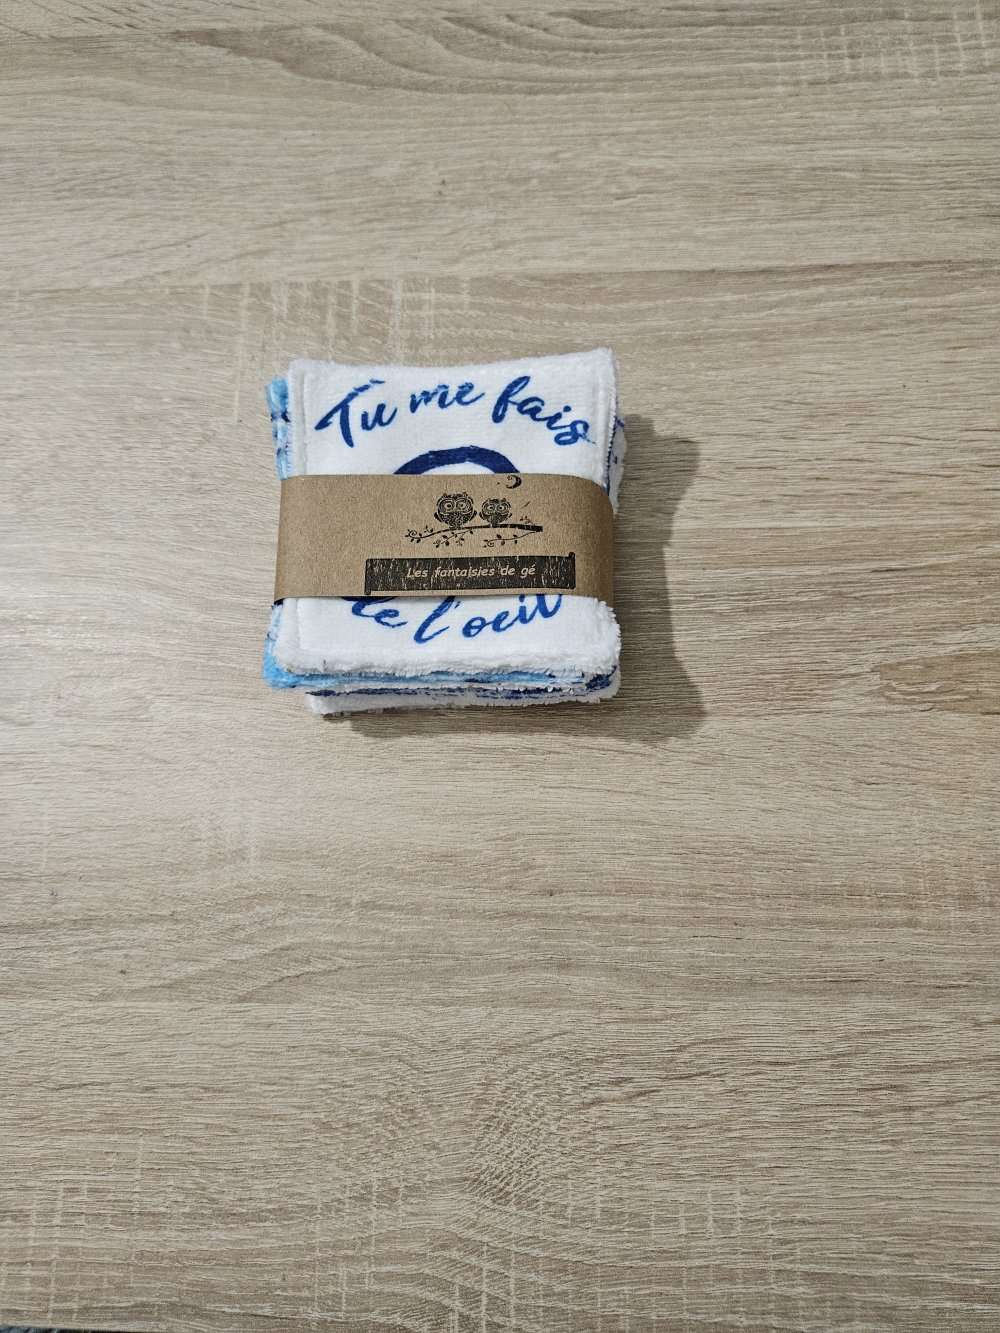 Tu me fais
Les fantaisies de gé
de l'oeil